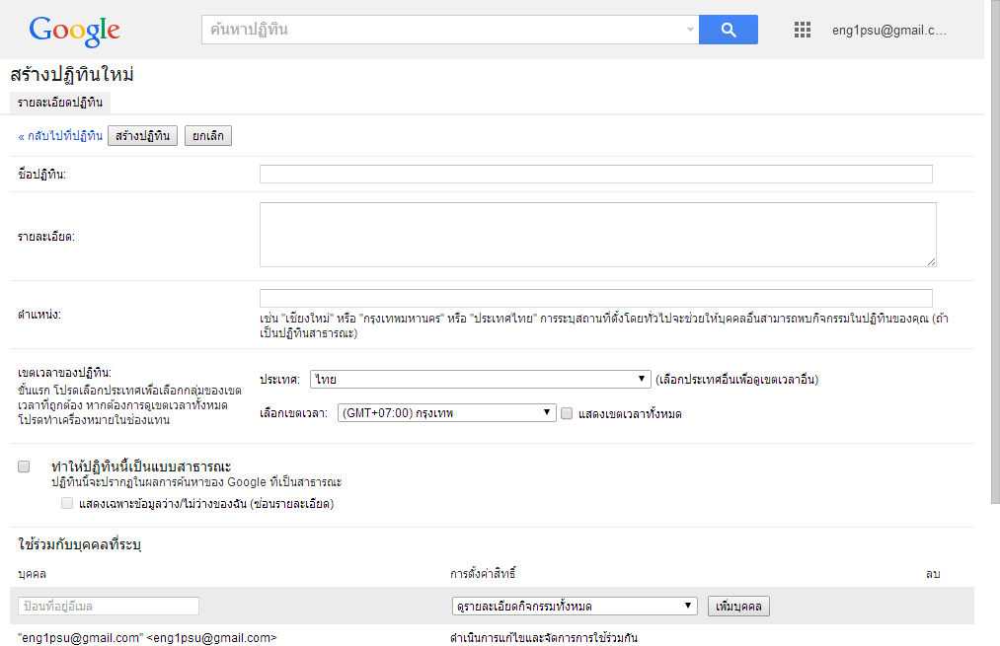 Google
ค้นหาปฏิทิน
eng1psu@gmail.c...
สร้างปฏิทินใหม่
รายละเอียดปฏิทิน
« กลับไปที่ปฏิทิน สร้างปฏิทิน ยกเลิก
ชื่อปฏิทิน:
รายละเอียด:
ตำแหน่ง:
เช่น "เชียงใหม่" หรือ "กรุงเทพมหานคร" หรือ "ประเทศไทย" การระบุสถานที่ตั้งโดยทั่วไปจะช่วยให้บุคคลอื่นสามารถพบกิจกรรมในปฏิทินของคุณ (ถ้า
เป็นปฏิทินสาธารณะ)
เขตเวลาของปฏิทิน:
ขั้นแรก โปรดเลือกประเทศเพื่อเลือกกลุ่มของเขต
เวลาที่ถูกต้อง หากต้องการดูเขตเวลาทั้งหมด
โปรดทำเครื่องหมายในช่องแทน
ประเทศ: ไทย (เลือกประเทศอื่นเพื่อดูเขตเวลาอื่น)
เลือกเขตเวลา: (GMT+07:00) กรุงเทพ แสดงเขตเวลาทั้งหมด
ทำให้ปฏิทินนี้เป็นแบบสาธารณะ
ปฏิทินนี้จะปรากฏในผลการค้นหาของ Google ที่เป็นสาธารณะ
แสดงเฉพาะข้อมูลว่าง/ไม่ว่างของฉัน (ซ่อนรายละเอียด)
ใช้ร่วมกับบุคคลที่ระบุ
บุคคล การตั้งค่าสิทธิ์ ลบ
ป้อนที่อยู่อีเมล ดูรายละเอียดกิจกรรมทั้งหมด เพิ่มบุคคล
"eng1psu@gmail.com" <eng1psu@gmail.com> ดำเนินการแก้ไขและจัดการการใช้ร่วมกัน